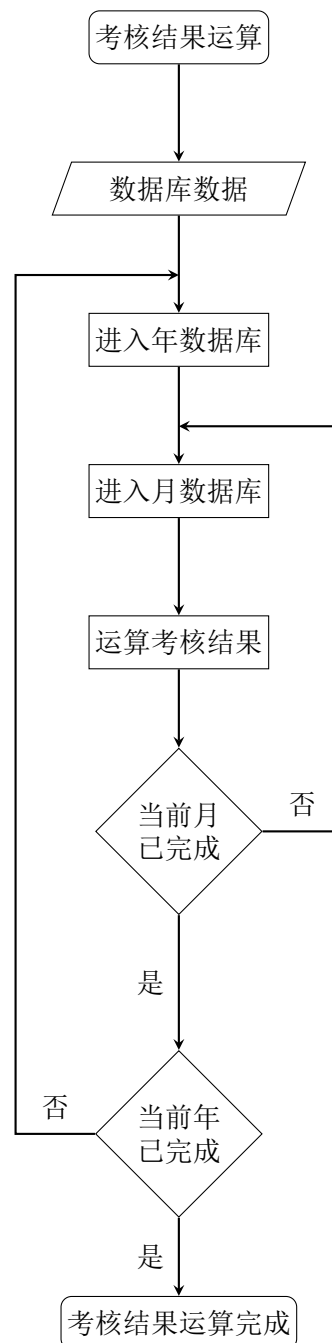 考核结果运算
数据库数据
进入年数据库
进入月数据库
运算考核结果
当前月
已完成
否
是
当前年
已完成
否
是
考核结果运算完成